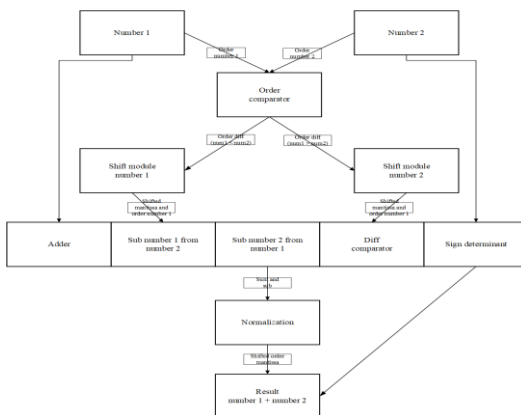 Number 1
Number 2
Order
number 1
Order
number 2
Order
comparator
Order diff
(num1 - num2)
Order diff
(num1 - num2)
Shift module
number 1
Shift module
number 2
Shifted
mantissa and
order number 1
Shifted
mantissa and
order number 1
Adder
Sub number 1 from
number 2
Sub number 2 from
number 1
Diff
comparator
Sign determinant
Sum and
sub
Normalization
Shifted order
mantissa
Result
number 1 + number 2